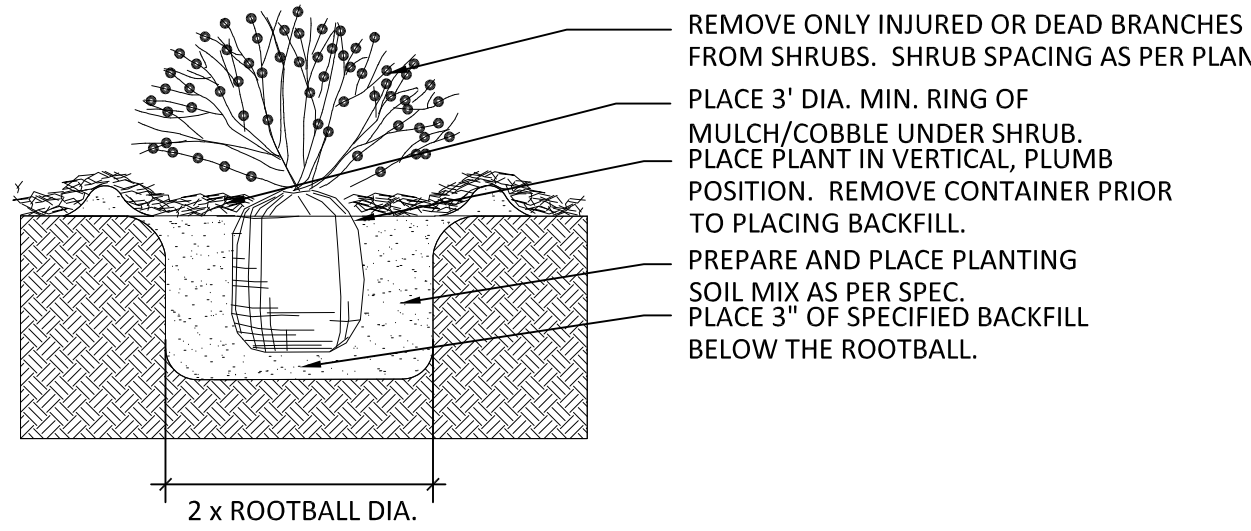 REMOVE ONLY INJURED OR DEAD BRANCHES
FROM SHRUBS. SHRUB SPACING AS PER PLAN
PLACE 3' DIA. MIN. RING OF
MULCH/COBBLE UNDER SHRUB.
PLACE PLANT IN VERTICAL, PLUMB
POSITION. REMOVE CONTAINER PRIOR
TO PLACING BACKFILL.
PREPARE AND PLACE PLANTING
SOIL MIX AS PER SPEC.
PLACE 3" OF SPECIFIED BACKFILL
BELOW THE ROOTBALL.
2 x ROOTBALL DIA.